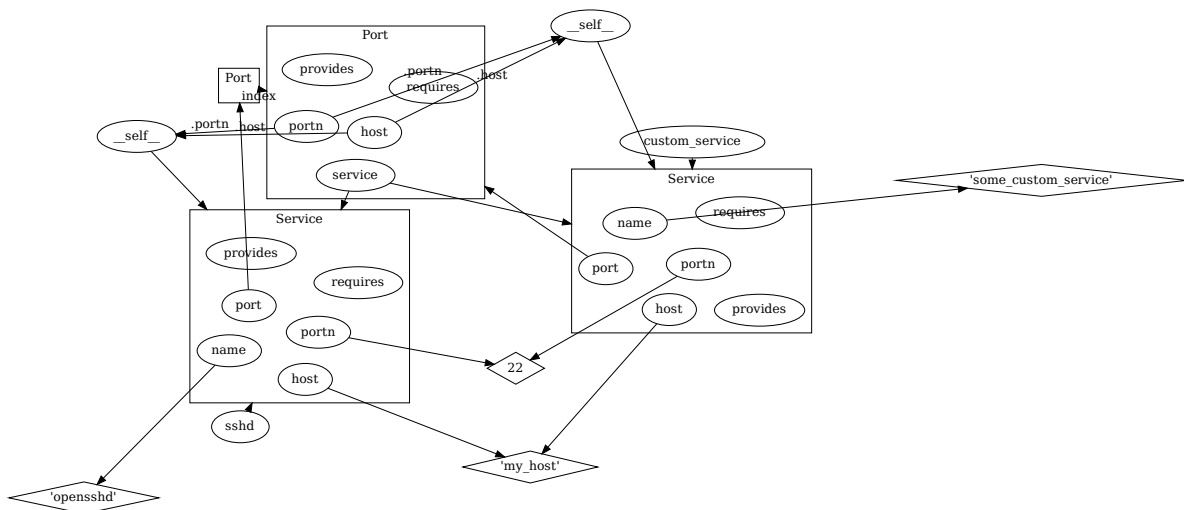 __self__
Port
provides
Port
.portn
.host
requires
index
.portn
host
portn
host
__self__
custom_service
service
Service
'some_custom_service'
name
requires
Service
provides
requires
port
portn
port
host
provides
portn
name
22
host
sshd
'my_host'
'opensshd'